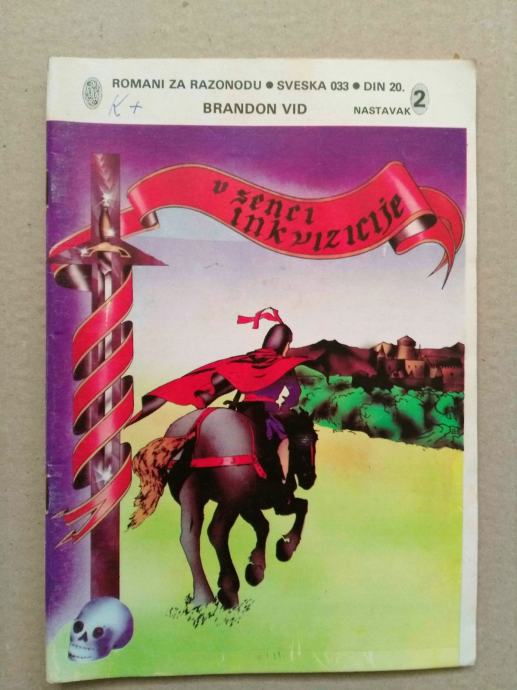 ROMANI ZA RAZONODU • SVESKA 033 • DIN 20.
K+
BRANDON VID
NASTAVAK 2
v senci
inkvizicije